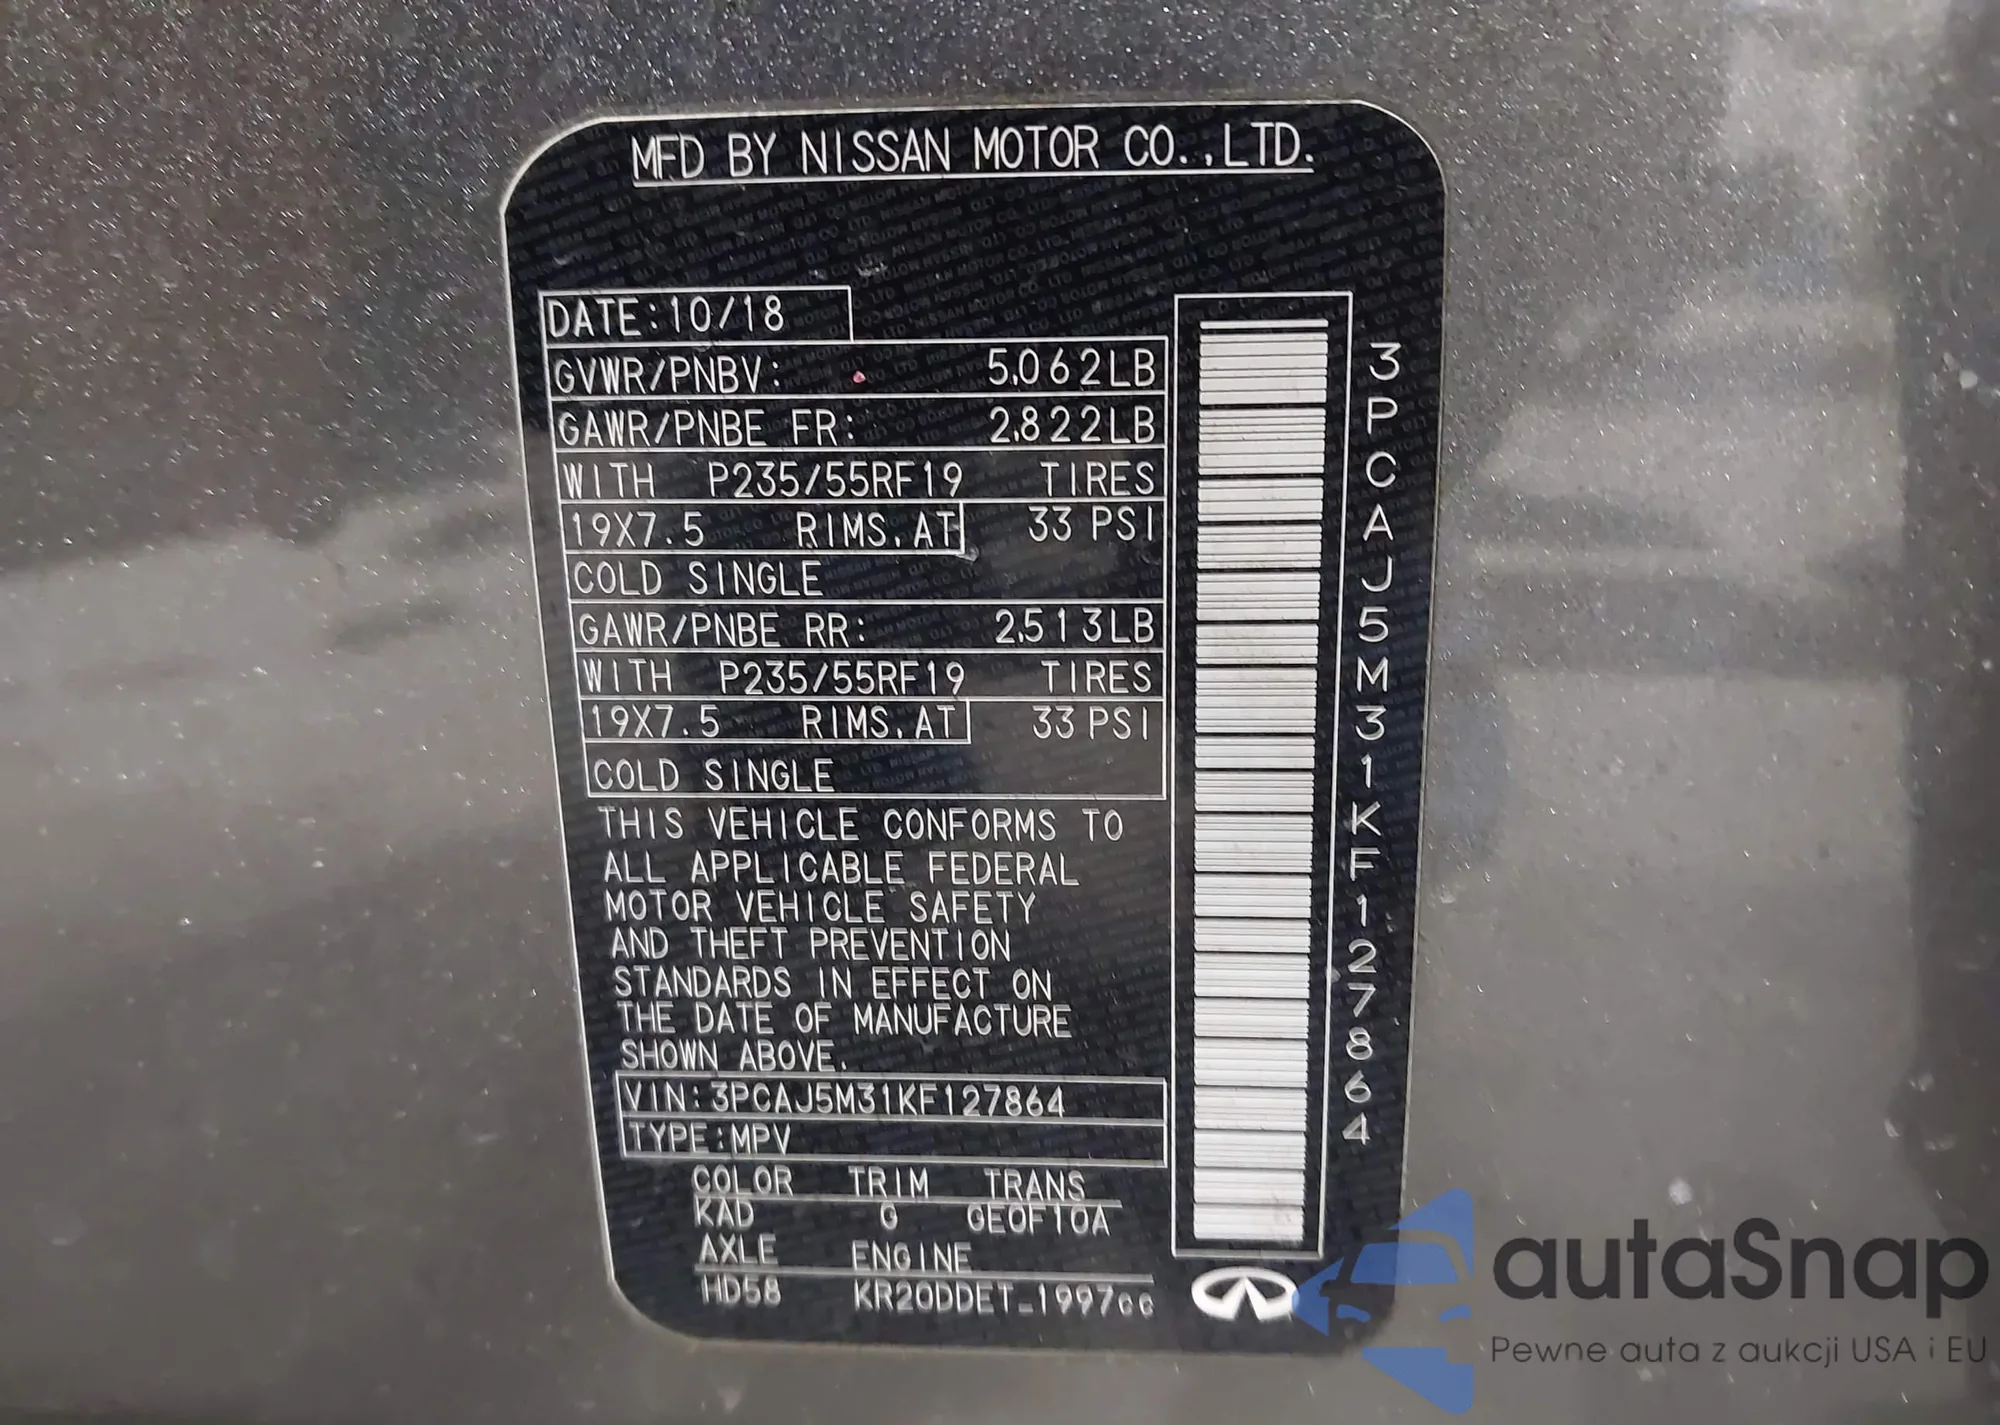 MFD BY NISSAN MOTOR CO.,LTD.
DATE:10/18
GVWR/PNBV: 5,062LB
GAWR/PNBE FR: 2,822LB
WITH P235/55RF19 TIRES
19X7.5 RIMS, AT 33 PSI
COLD SINGLE
GAWR/PNBE RR: 2,513LB
WITH P235/55RF19 TIRES
19X7.5 RIMS, AT 33 PSI
COLD SINGLE
THIS VEHICLE CONFORMS TO
ALL APPLICABLE FEDERAL
MOTOR VEHICLE SAFETY
AND THEFT PREVENTION
STANDARDS IN EFFECT ON
THE DATE OF MANUFACTURE
SHOWN ABOVE.
VIN:3PCAJ5M31KF127864
TYPE:MPV
COLOR TRIM TRANS
KAD G GE0F10A
AXLE ENGINE
HD58 KR20DDET-1997cc
3PCAJ5M31KF127864
autaSnap
Pewne auta z aukcji USA i EU